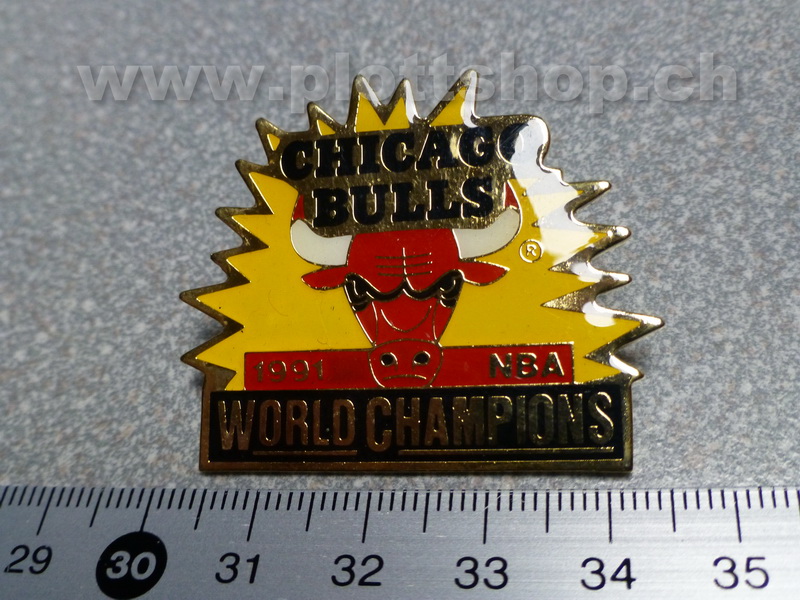 www.plottshop.ch
CHICAGO
BULLS
®
1991 NBA
WORLD CHAMPIONS
29 30 31 32 33 34 35